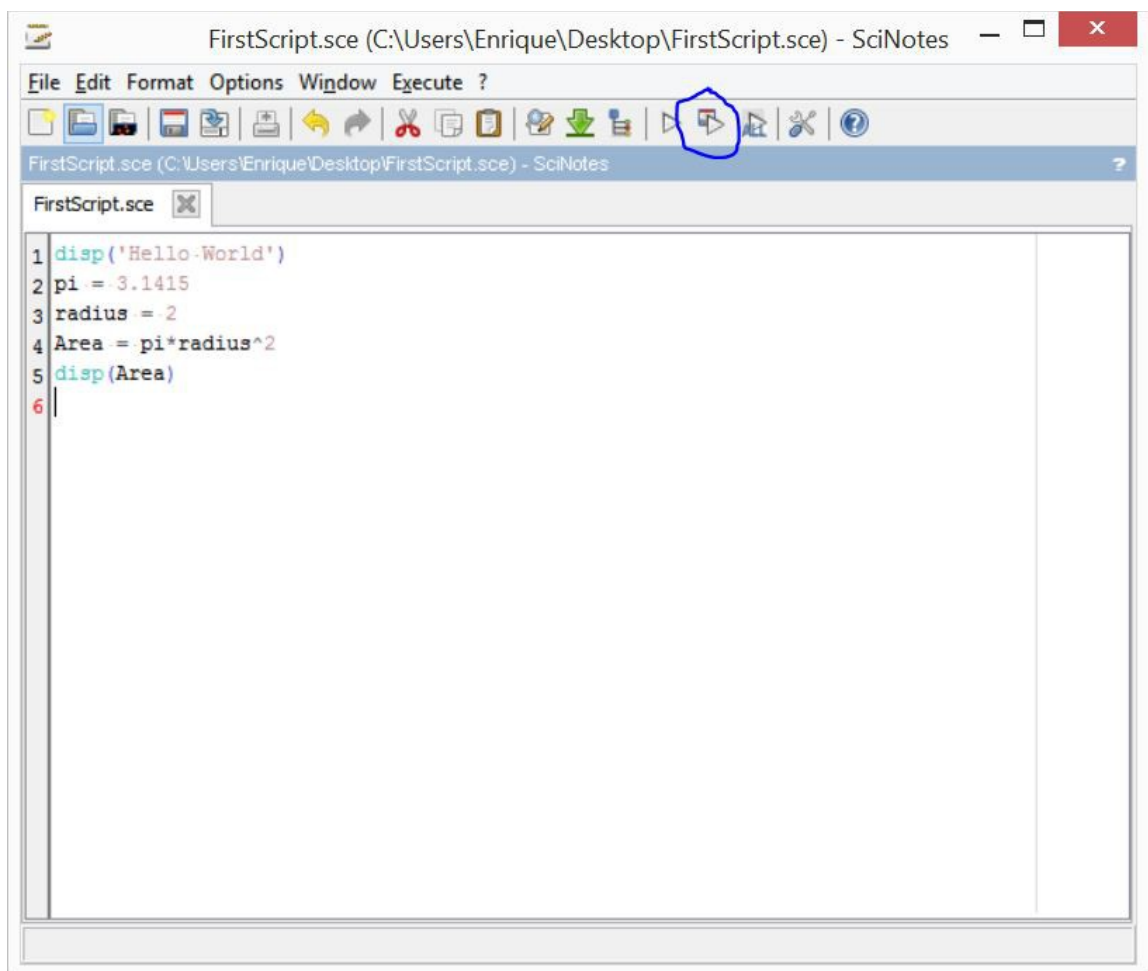 FirstScript.sce (C:\Users\Enrique\Desktop\FirstScript.sce) - SciNotes
File Edit Format Options Window Execute ?
FirstScript.sce (C:\Users\Enrique\Desktop\FirstScript.sce) - SciNotes ?
FirstScript.sce
1 disp('Hello World')
2 pi = 3.1415
3 radius = 2
4 Area = pi*radius^2
5 disp(Area)
6